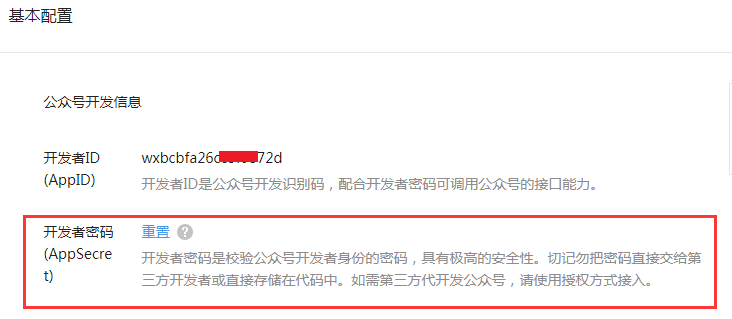 基本配置
公众号开发信息
开发者ID
(AppID)
开发者ID是公众号开发识别码，配合开发者密码可调用公众号的接口能力。
开发者密码
(AppSecre
t)
重置 ?
开发者密码是校验公众号开发者身份的密码，具有极高的安全性。切记勿把密码直接交给第
三方开发者或直接存储在代码中。如需第三方代开发公众号，请使用授权方式接入。